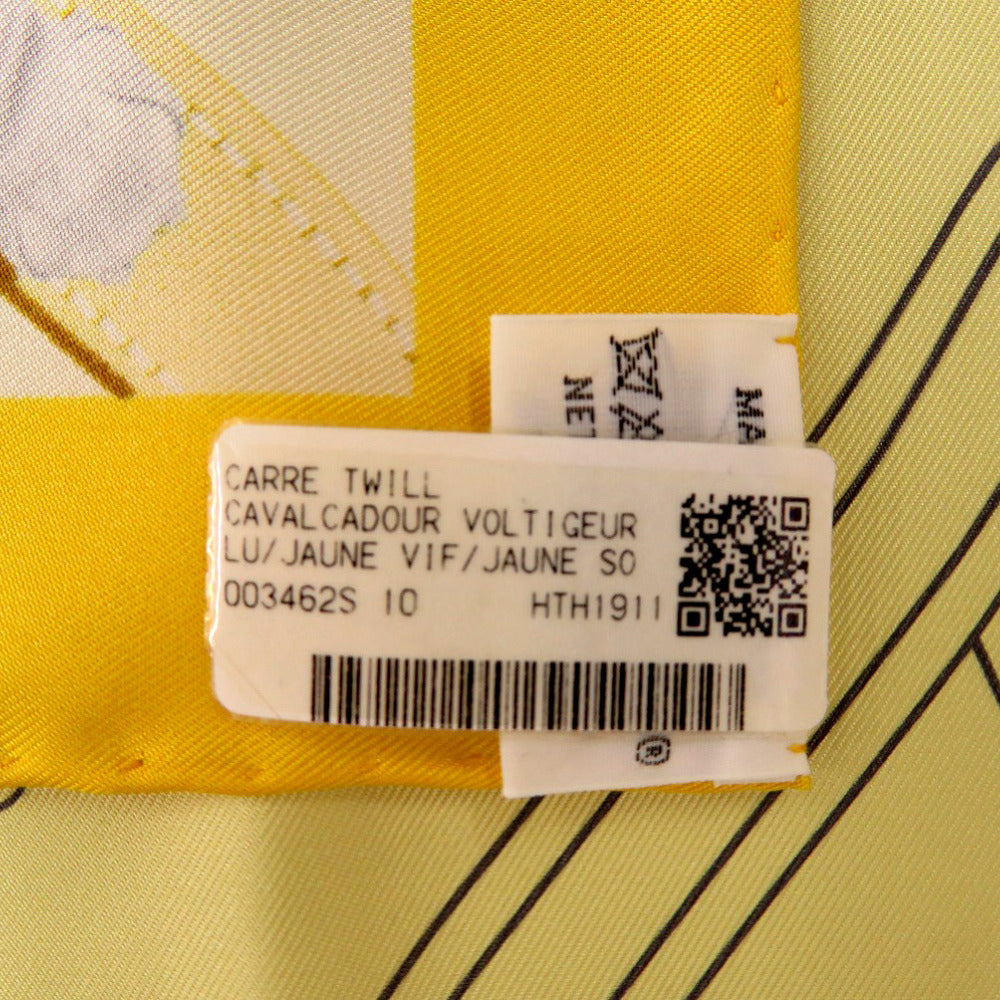 CARRE TWILL
CAVALCADOUR VOLTIGEUR
LU/JAUNE VIF/JAUNE SO
003462S 10 HTH1911
®